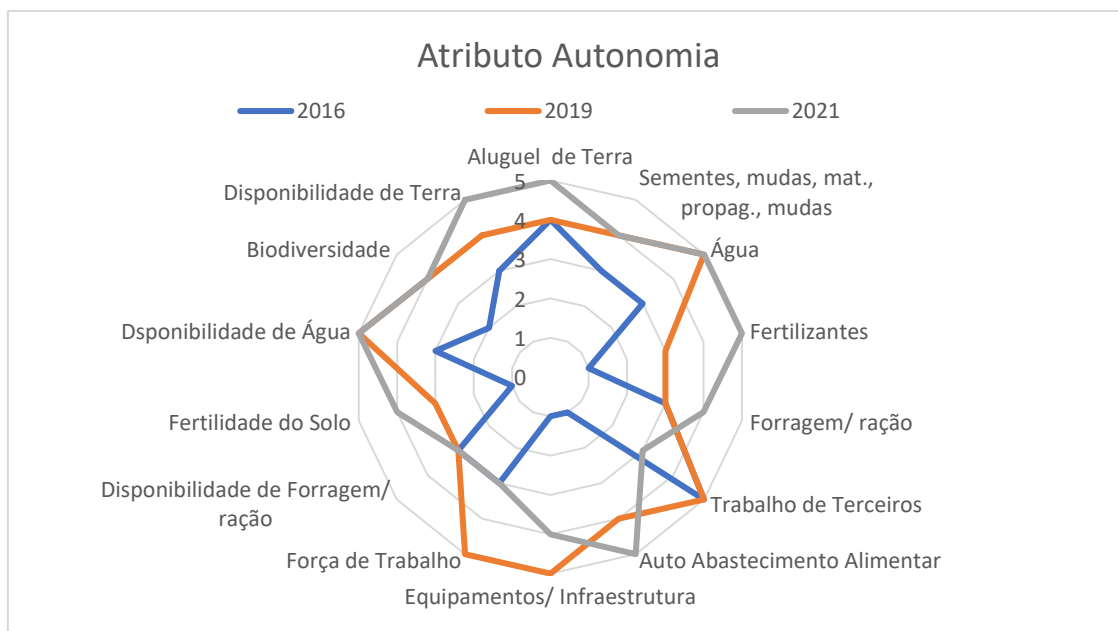 Atributo Autonomia
2016
2019
2021
Aluguel de Terra
Sementes, mudas, mat.,
propag., mudas
Água
Fertilizantes
Forragem/ ração
Trabalho de Terceiros
Auto Abastecimento Alimentar
Equipamentos/ Infraestrutura
Força de Trabalho
Disponibilidade de Forragem/
ração
Fertilidade do Solo
Dsponibilidade de Água
Biodiversidade
Disponibilidade de Terra
5
4
3
2
1
0